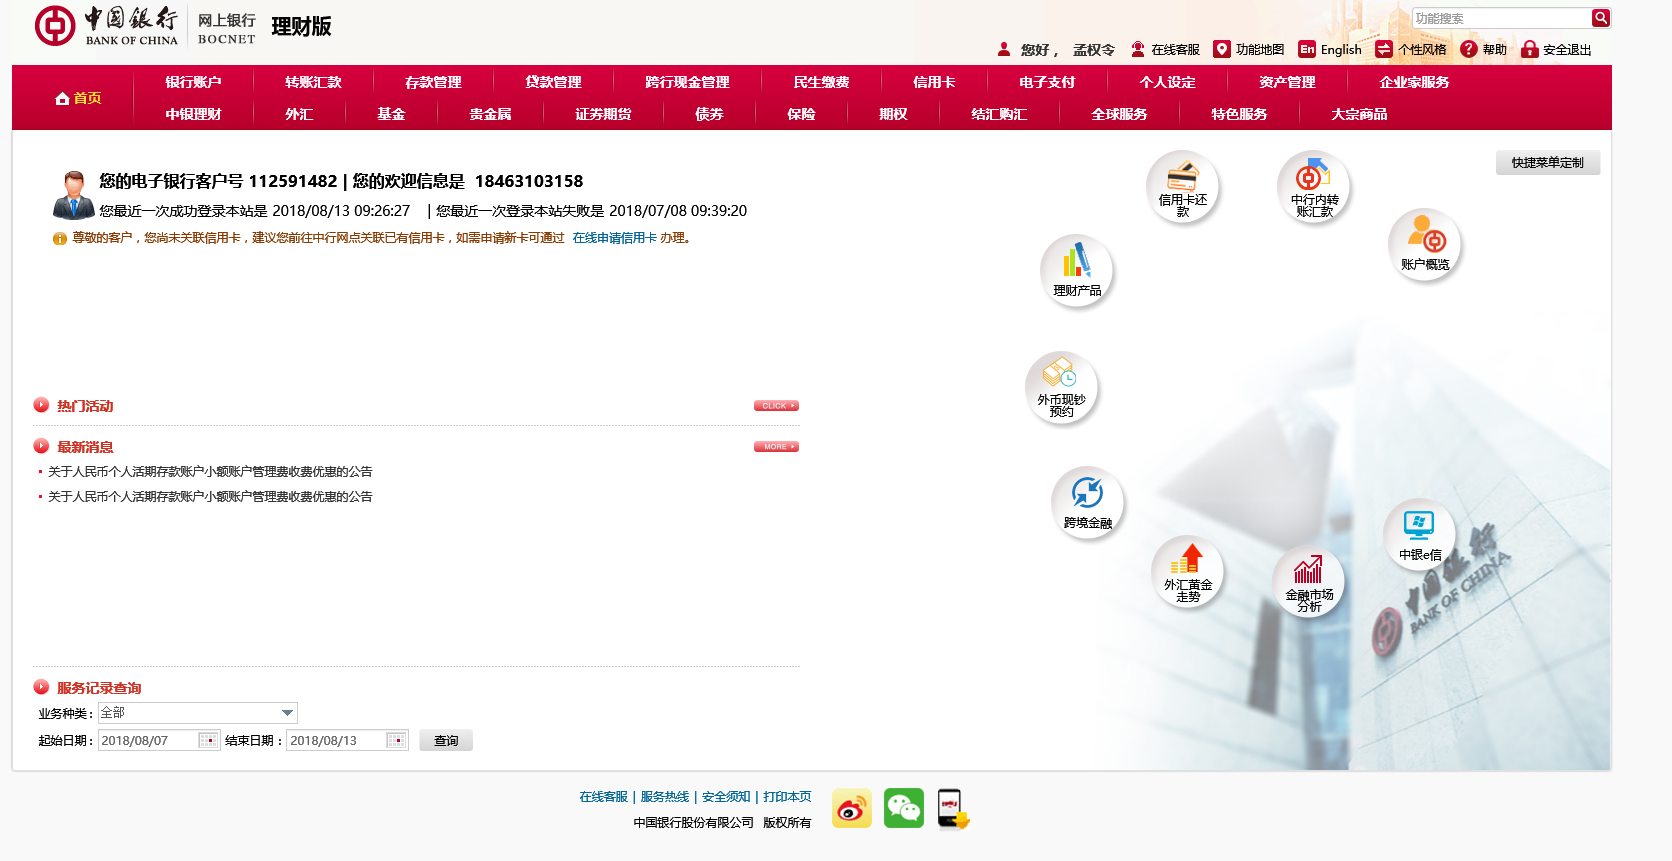 中国银行
BANK OF CHINA
网上银行
BOCNET
理财版
功能搜索
您好， 孟权令 在线客服 功能地图 En English 个性风格 ? 帮助 安全退出
首页
银行账户 转账汇款 存款管理 贷款管理 跨行现金管理 民生缴费 信用卡 电子支付 个人设定 资产管理 企业家服务
中银理财 外汇 基金 贵金属 证券期货 债券 保险 期权 结汇购汇 全球服务 特色服务 大宗商品
快捷菜单定制
您的电子银行客户号 112591482 | 您的欢迎信息是 18463103158
您最近一次成功登录本站是 2018/08/13 09:26:27 | 您最近一次登录本站失败是 2018/07/08 09:39:20
尊敬的客户，您尚未关联信用卡，建议您前往中行网点关联已有信用卡，如需申请新卡可通过 在线申请信用卡 办理。
信用卡还
款
中行内转
账汇款
账户概览
理财产品
外币现钞
预约
跨境金融
外汇黄金
走势
金融市场
分析
中银e信
中国银行
BANK OF CHINA
热门活动
CLICK
最新消息
MORE
关于人民币个人活期存款账户小额账户管理费收费优惠的公告
关于人民币个人活期存款账户小额账户管理费收费优惠的公告
服务记录查询
业务种类： 全部
起始日期： 2018/08/07 结束日期： 2018/08/13 查询
在线客服 | 服务热线 | 安全须知 | 打印本页
中国银行股份有限公司 版权所有